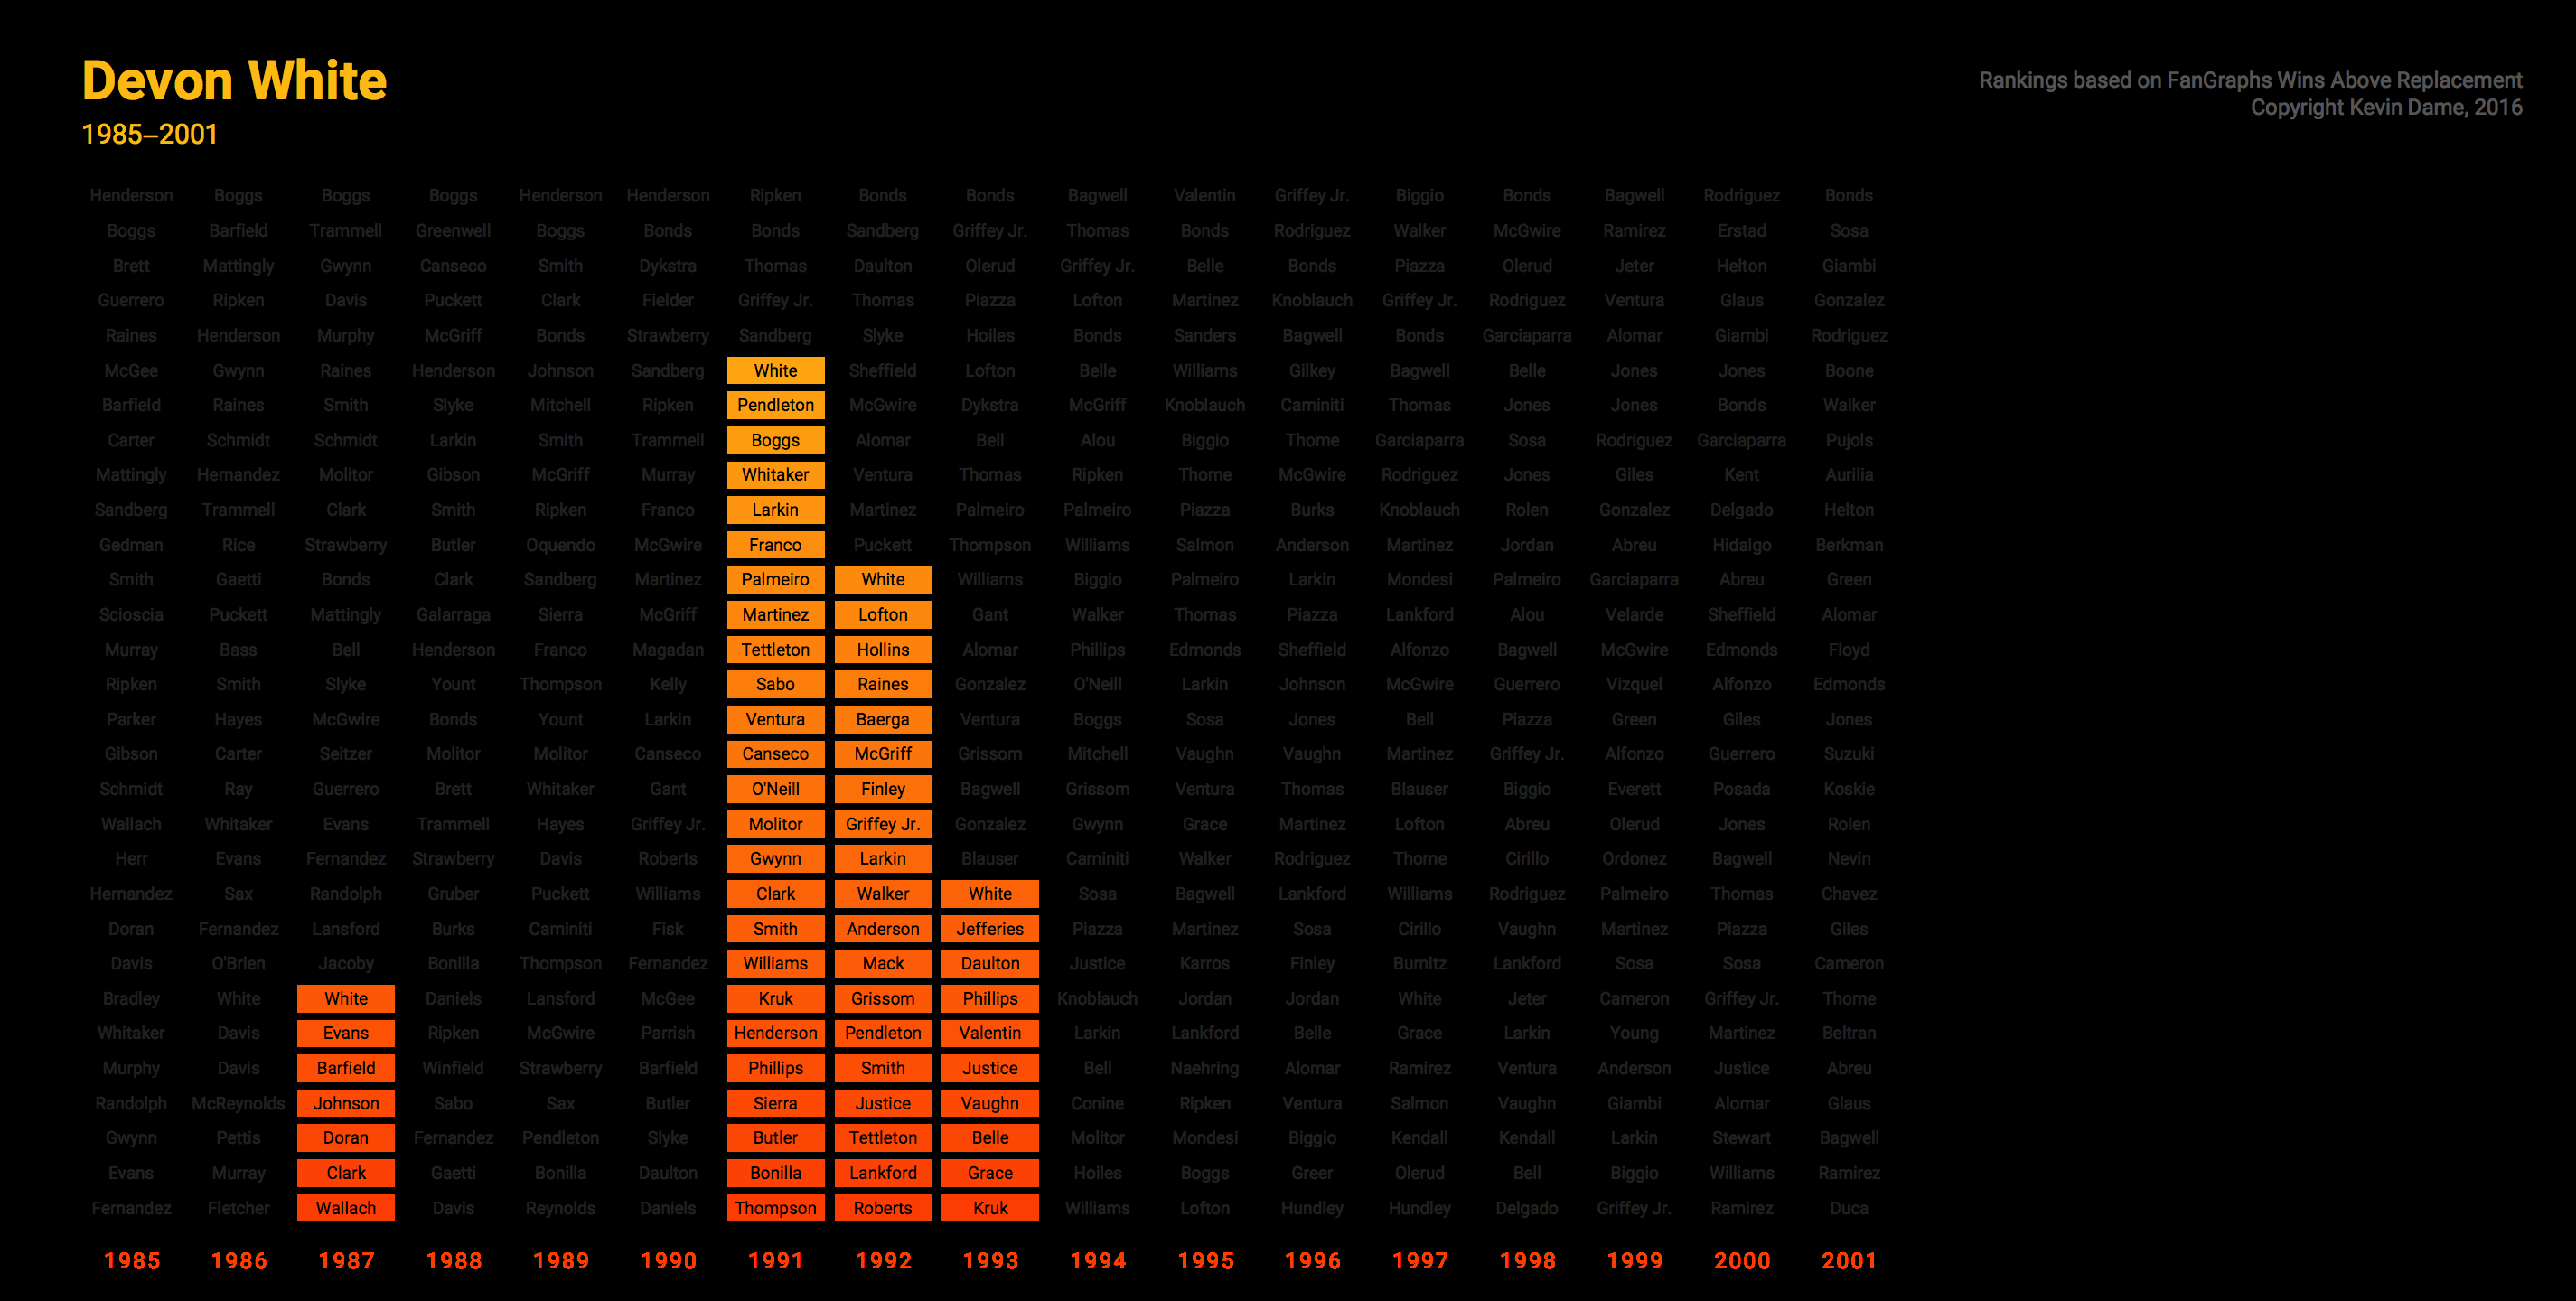 Devon White
1985–2001
Rankings based on FanGraphs Wins Above Replacement
Copyright Kevin Dame, 2016
Henderson Boggs Boggs Boggs Henderson Henderson Ripken Bonds Bonds Bagwell Valentin Griffey Jr. Biggio Bonds Bagwell Rodriguez Bonds
Boggs Barfield Trammell Greenwell Boggs Bonds Bonds Sandberg Griffey Jr. Thomas Bonds Rodriguez Walker McGwire Ramirez Erstad Sosa
Brett Mattingly Gwynn Canseco Smith Dykstra Thomas Daulton Olerud Griffey Jr. Belle Bonds Piazza Olerud Jeter Helton Giambi
Guerrero Ripken Davis Puckett Clark Fielder Griffey Jr. Thomas Piazza Lofton Martinez Knoblauch Griffey Jr. Rodriguez Ventura Glaus Gonzalez
Raines Henderson Murphy McGriff Bonds Strawberry Sandberg Slyke Hoiles Bonds Sanders Bagwell Bonds Garciaparra Alomar Giambi Rodriguez
McGee Gwynn Raines Henderson Johnson Sandberg White Sheffield Lofton Belle Williams Gilkey Bagwell Belle Jones Jones Boone
Barfield Raines Smith Slyke Mitchell Ripken Pendleton McGwire Dykstra McGriff Knoblauch Caminiti Thomas Jones Jones Bonds Walker
Carter Schmidt Schmidt Larkin Smith Trammell Boggs Alomar Bell Alou Biggio Thome Garciaparra Sosa Rodriguez Garciaparra Pujols
Mattingly Hernandez Molitor Gibson McGriff Murray Whitaker Ventura Thomas Ripken Thome McGwire Rodriguez Jones Giles Kent Aurilia
Sandberg Trammell Clark Smith Ripken Franco Larkin Martinez Palmeiro Palmeiro Piazza Burks Knoblauch Rolen Gonzalez Delgado Helton
Gedman Rice Strawberry Butler Oquendo McGwire Franco Puckett Thompson Williams Salmon Anderson Martinez Jordan Abreu Hidalgo Berkman
Smith Gaetti Bonds Clark Sandberg Martinez Palmeiro White Williams Biggio Palmeiro Larkin Mondesi Palmeiro Garciaparra Abreu Green
Scioscia Puckett Mattingly Galarraga Sierra McGriff Martinez Lofton Gant Walker Thomas Piazza Lankford Alou Velarde Sheffield Alomar
Murray Bass Bell Henderson Franco Magadan Tettleton Hollins Alomar Phillips Edmonds Sheffield Alfonzo Bagwell McGwire Edmonds Floyd
Ripken Smith Slyke Yount Thompson Kelly Sabo Raines Gonzalez O'Neill Larkin Johnson McGwire Guerrero Vizquel Alfonzo Edmonds
Parker Hayes McGwire Bonds Yount Larkin Ventura Baerga Ventura Boggs Sosa Jones Bell Piazza Green Giles Jones
Gibson Carter Seitzer Molitor Molitor Canseco Canseco McGriff Grissom Mitchell Vaughn Vaughn Martinez Griffey Jr. Alfonzo Guerrero Suzuki
Schmidt Ray Guerrero Brett Whitaker Gant O'Neill Finley Bagwell Grissom Ventura Thomas Blauser Biggio Everett Posada Koskie
Wallach Whitaker Evans Trammell Hayes Griffey Jr. Molitor Griffey Jr. Gonzalez Gwynn Grace Martinez Lofton Abreu Olerud Jones Rolen
Herr Evans Fernandez Strawberry Davis Roberts Gwynn Larkin Blauser Caminiti Walker Rodriguez Thome Cirillo Ordonez Bagwell Nevin
Hernandez Sax Randolph Gruber Puckett Williams Clark Walker White Sosa Bagwell Lankford Williams Rodriguez Palmeiro Thomas Chavez
Doran Fernandez Lansford Burks Caminiti Fisk Smith Anderson Jefferies Piazza Martinez Sosa Cirillo Vaughn Martinez Piazza Giles
Davis O'Brien Jacoby Bonilla Thompson Fernandez Williams Mack Daulton Justice Karros Finley Burnitz Lankford Sosa Sosa Cameron
Bradley White White Daniels Lansford McGee Kruk Grissom Phillips Knoblauch Jordan Jordan White Jeter Cameron Griffey Jr. Thome
Whitaker Davis Evans Ripken McGwire Parrish Henderson Pendleton Valentin Larkin Lankford Belle Grace Larkin Young Martinez Beltran
Murphy Davis Barfield Winfield Strawberry Barfield Phillips Smith Justice Bell Naehring Alomar Ramirez Ventura Anderson Justice Abreu
Randolph McReynolds Johnson Sabo Sax Butler Sierra Justice Vaughn Conine Ripken Ventura Salmon Vaughn Giambi Alomar Glaus
Gwynn Pettis Doran Fernandez Pendleton Slyke Butler Tettleton Belle Molitor Mondesi Biggio Kendall Kendall Larkin Stewart Bagwell
Evans Murray Clark Gaetti Bonilla Daulton Bonilla Lankford Grace Hoiles Boggs Greer Olerud Bell Biggio Williams Ramirez
Fernandez Fletcher Wallach Davis Reynolds Daniels Thompson Roberts Kruk Williams Lofton Hundley Hundley Delgado Griffey Jr. Ramirez Duca
1985 1986 1987 1988 1989 1990 1991 1992 1993 1994 1995 1996 1997 1998 1999 2000 2001